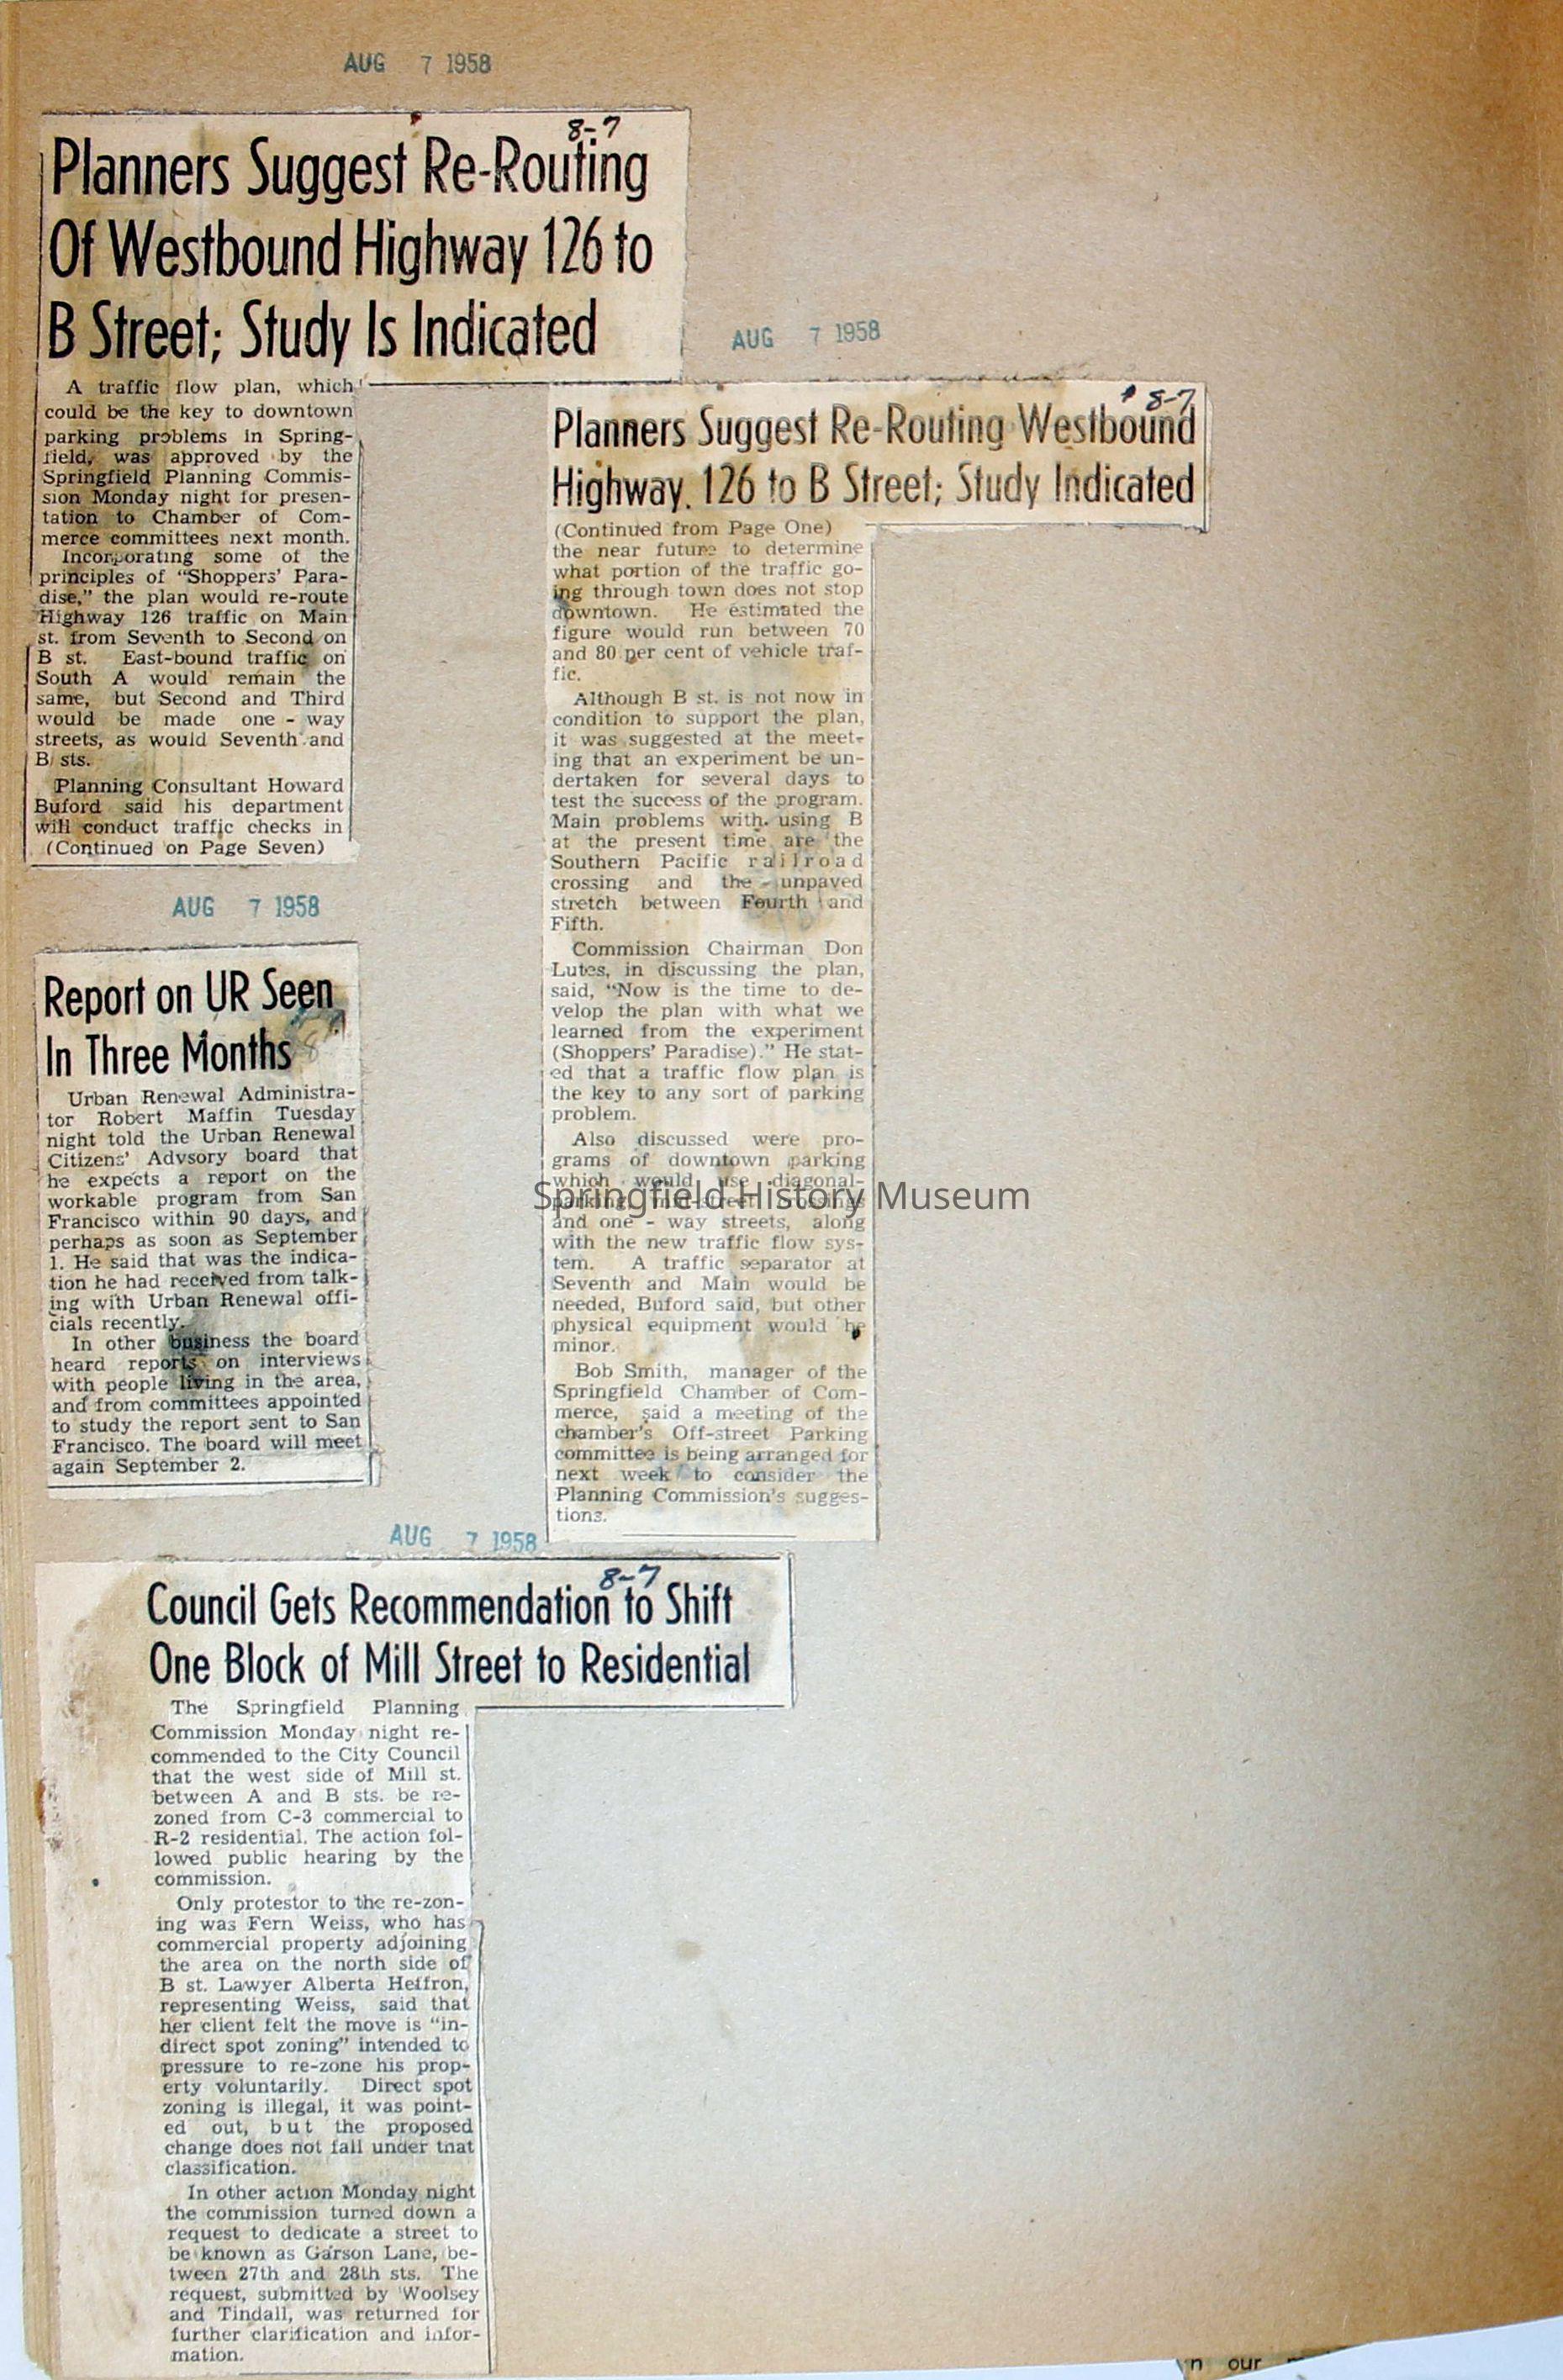 AUG 7 1958
8-7
Planners Suggest Re-Routing
Of Westbound Highway 126 to
B Street; Study Is Indicated
A traffic flow plan, which
could be the key to downtown
parking problems in Spring-
field, was approved by the
Springfield Planning Commis-
sion Monday night for presen-
tation to Chamber of Com-
merce committees next month.
Incorporating some of the
principles of "Shoppers' Para-
dise," the plan would re-route
Highway 126 traffic on Main
st. from Seventh to Second on
B st. East-bound traffic on
South A would remain the
same, but Second and Third
would be made one - way
streets, as would Seventh and
B sts.
Planning Consultant Howard
Buford said his department
will conduct traffic checks in
(Continued on Page Seven)
AUG 7 1958
8-7
Planners Suggest Re-Routing Westbound
Highway. 126 to B Street; Study Indicated
(Continued from Page One)
the near future to determine
what portion of the traffic go-
ing through town does not stop
downtown. He estimated the
figure would run between 70
and 80 per cent of vehicle traf-
fic.
Although B st. is not now in
condition to support the plan,
it was suggested at the meet-
ing that an experiment be un-
dertaken for several days to
test the success of the program.
Main problems with using B
at the present time are the
Southern Pacific railroad
crossing and the unpaved
stretch between Fourth and
Fifth.
Commission Chairman Don
Lutes, in discussing the plan,
said, "Now is the time to de-
velop the plan with what we
learned from the experiment
(Shoppers' Paradise)." He stat-
ed that a traffic flow plan is
the key to any sort of parking
problem.
Also discussed were pro-
grams of downtown parking
which would use diagonal-
parking, mid-street crossings
and one - way streets, along
with the new traffic flow sys-
tem. A traffic separator at
Seventh and Main would be
needed, Buford said, but other
physical equipment would be
minor.
Bob Smith, manager of the
Springfield Chamber of Com-
merce, said a meeting of the
chamber's Off-street Parking
committee is being arranged for
next week to consider the
Planning Commission's sugges-
tions.
Springfield History Museum
AUG 7 1958
Report on UR Seen
In Three Months
Urban Renewal Administra-
tor Robert Maffin Tuesday
night told the Urban Renewal
Citizens' Advsory board that
he expects a report on the
workable program from San
Francisco within 90 days, and
perhaps as soon as September
1. He said that was the indica-
tion he had received from talk-
ing with Urban Renewal offi-
cials recently.
In other business the board
heard reports on interviews
with people living in the area,
and from committees appointed
to study the report sent to San
Francisco. The board will meet
again September 2.
AUG 7 1958
8-7
Council Gets Recommendation to Shift
One Block of Mill Street to Residential
The Springfield Planning
Commission Monday night re-
commended to the City Council
that the west side of Mill st.
between A and B sts. be re-
zoned from C-3 commercial to
R-2 residential. The action fol-
lowed public hearing by the
commission.
Only protestor to the re-zon-
ing was Fern Weiss, who has
commercial property adjoining
the area on the north side of
B st. Lawyer Alberta Heffron,
representing Weiss, said that
her client felt the move is "in-
direct spot zoning" intended to
pressure to re-zone his prop-
erty voluntarily. Direct spot
zoning is illegal, it was point-
ed out, but the proposed
change does not fall under that
classification.
In other action Monday night
the commission turned down a
request to dedicate a street to
be known as Garson Lane, be-
tween 27th and 28th sts. The
request, submitted by Woolsey
and Tindall, was returned for
further clarification and infor-
mation.
n our